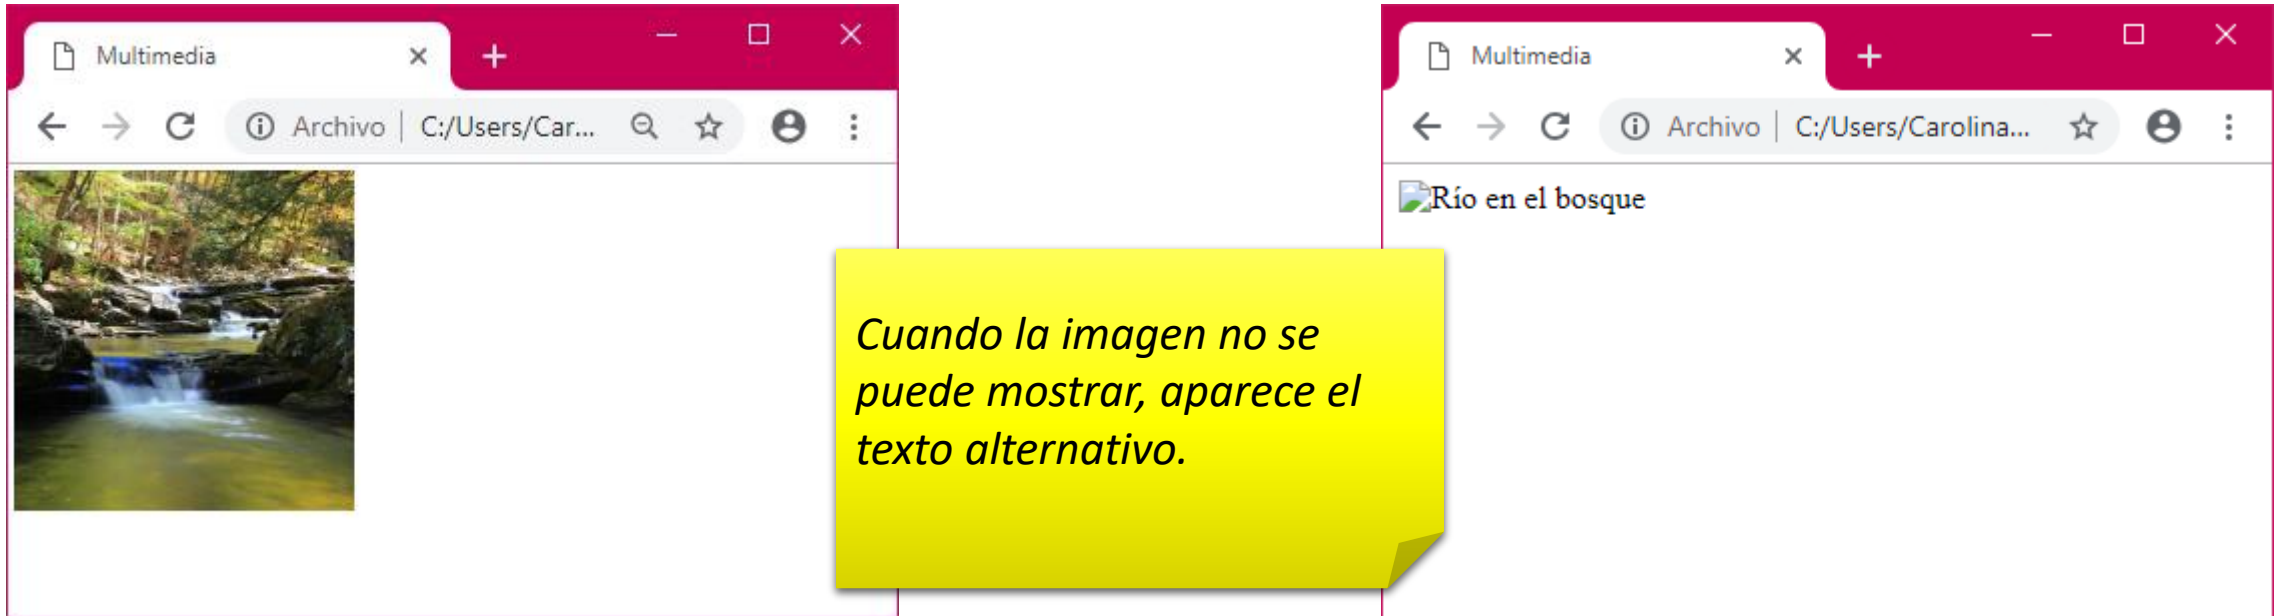 Multimedia
Archivo | C:/Users/Car...
Cuando la imagen no se
puede mostrar, aparece el
texto alternativo.
Multimedia
Archivo | C:/Users/Carolina...
Río en el bosque